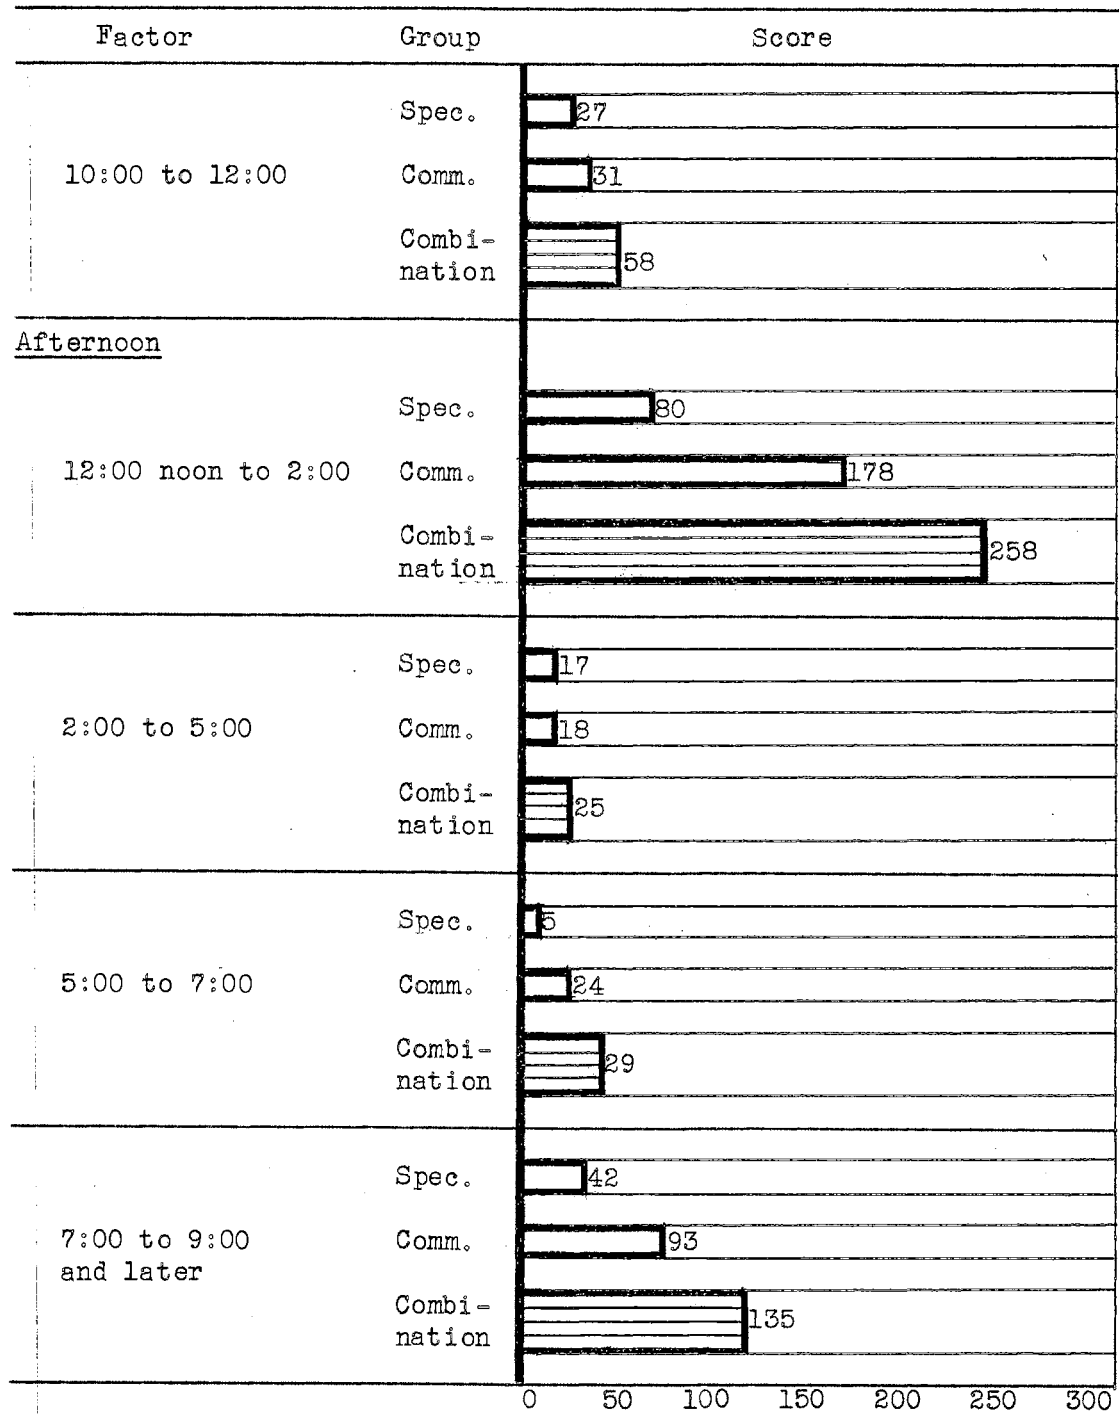 Factor Group Score
Spec. 27
10:00 to 12:00 Comm. 31
Combi-
nation 58
Afternoon
Spec. 80
12:00 noon to 2:00 Comm. 178
Combi-
nation 258
Spec. 17
2:00 to 5:00 Comm. 18
Combi-
nation 25
Spec. 5
5:00 to 7:00 Comm. 24
Combi-
nation 29
Spec. 42
7:00 to 9:00 Comm. 93
and later
Combi-
nation 135
0 50 100 150 200 250 300